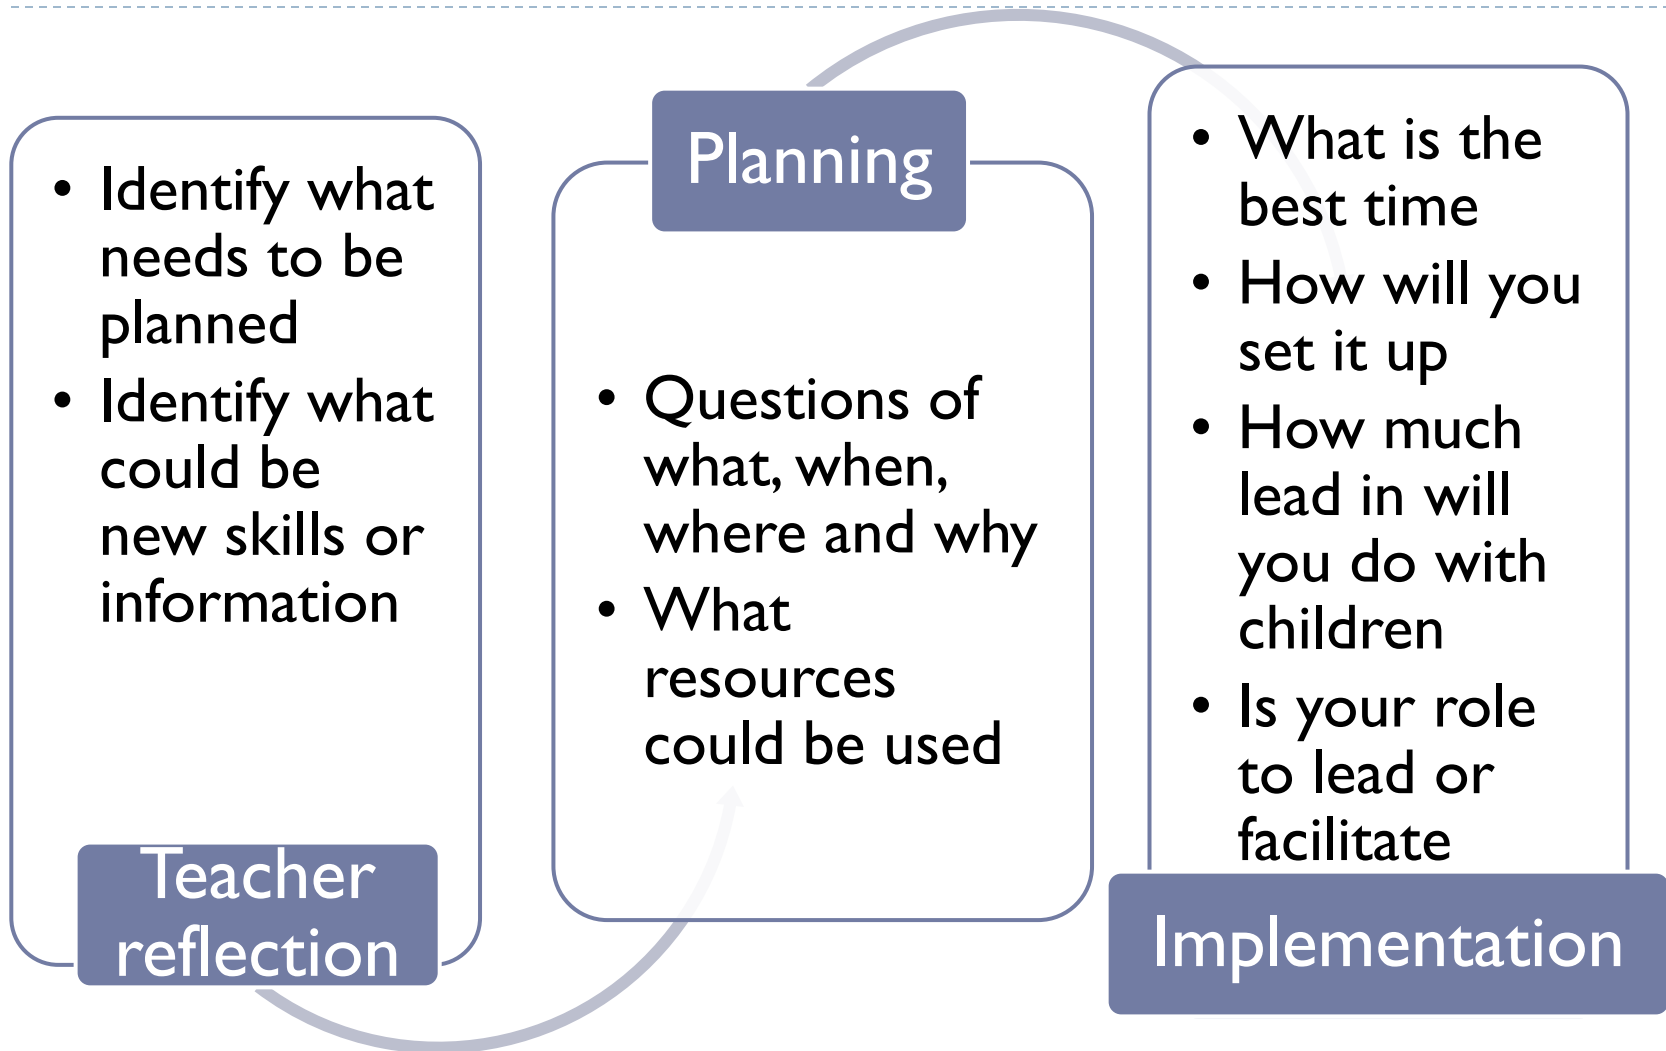 • Identify what
needs to be
planned
• Identify what
could be
new skills or
information
Teacher
reflection
Planning
• Questions of
what, when,
where and why
• What
resources
could be used
• What is the
best time
• How will you
set it up
• How much
lead in will
you do with
children
• Is your role
to lead or
facilitate
Implementation